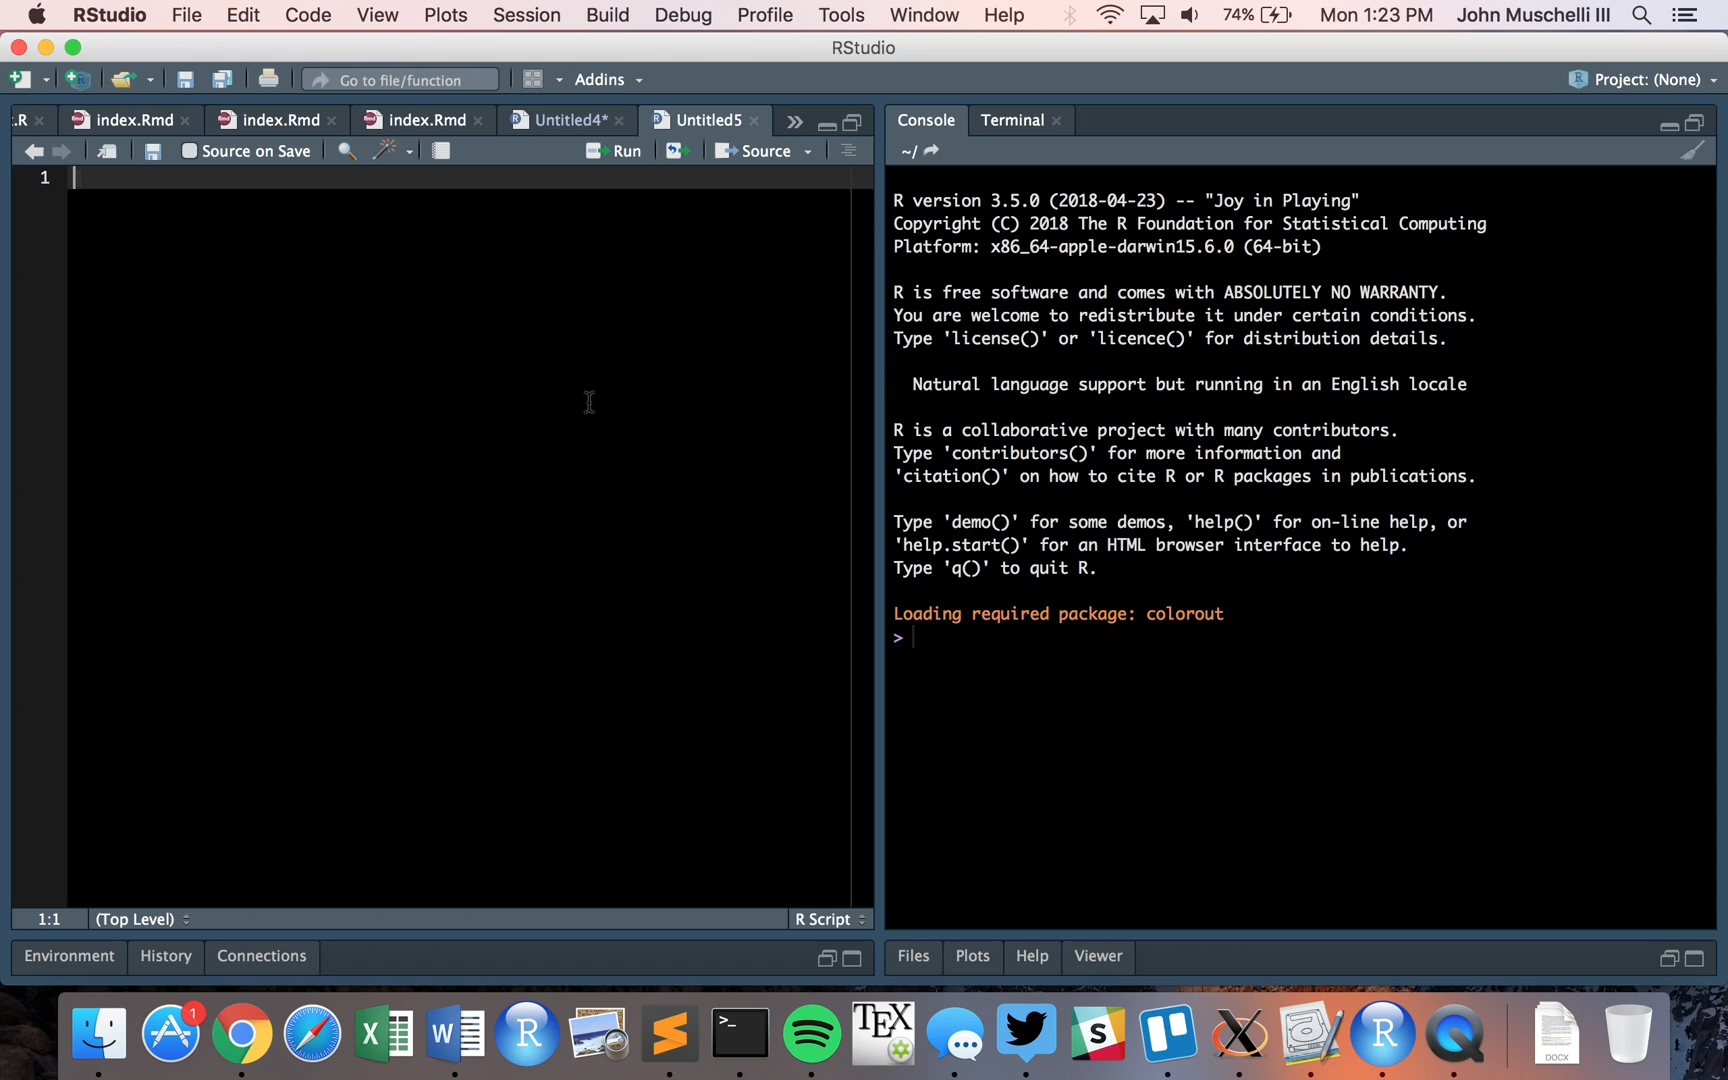 RStudio File Edit Code View Plots Session Build Debug Profile Tools Window Help 74% Mon 1:23 PM John Muschelli III
RStudio
Go to file/function Addins Project: (None)
.R index.Rmd index.Rmd index.Rmd Untitled4* Untitled5
Source on Save Run Source
1
1:1 (Top Level) R Script
Environment History Connections
Console Terminal
~/
R version 3.5.0 (2018-04-23) -- "Joy in Playing"
Copyright (C) 2018 The R Foundation for Statistical Computing
Platform: x86_64-apple-darwin15.6.0 (64-bit)
R is free software and comes with ABSOLUTELY NO WARRANTY.
You are welcome to redistribute it under certain conditions.
Type 'license()' or 'licence()' for distribution details.
Natural language support but running in an English locale
R is a collaborative project with many contributors.
Type 'contributors()' for more information and
'citation()' on how to cite R or R packages in publications.
Type 'demo()' for some demos, 'help()' for on-line help, or
'help.start()' for an HTML browser interface to help.
Type 'q()' to quit R.
Loading required package: colorout
>
Files Plots Help Viewer
1
W
R
>_
TEX
S
X
R
DOCX